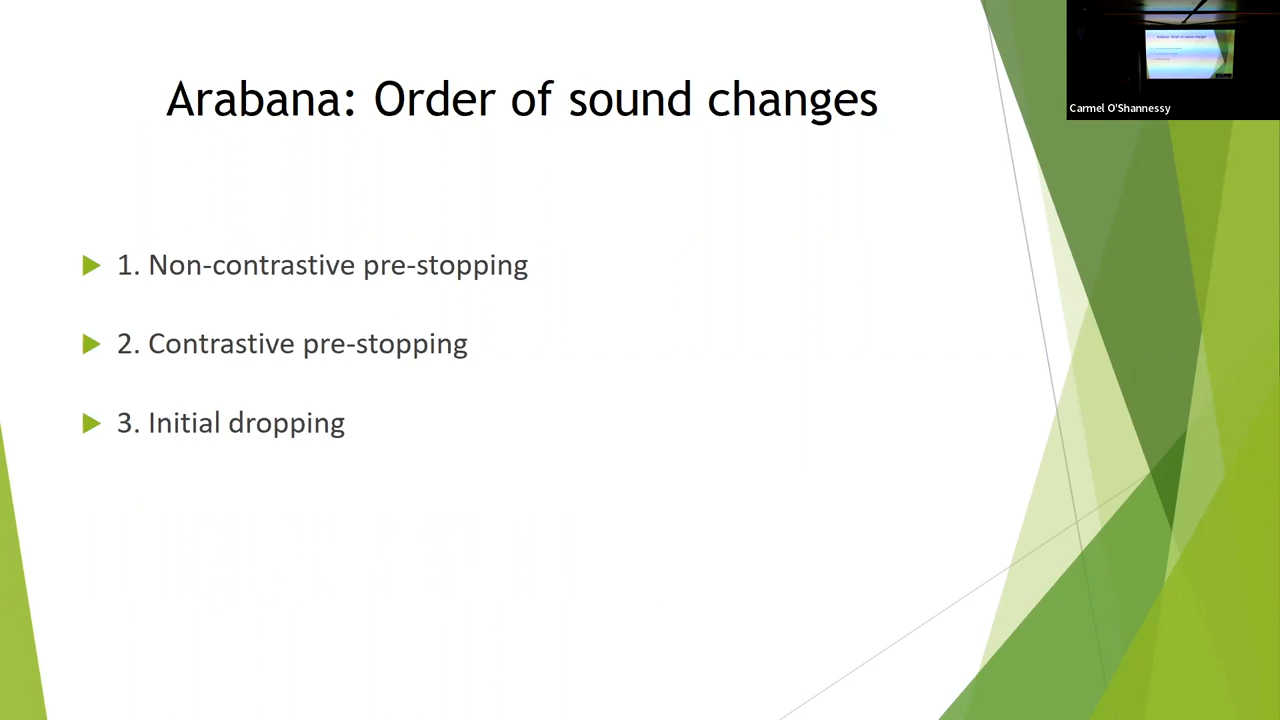 Arabana: Order of sound changes
Carmel O'Shannessy
1. Non-contrastive pre-stopping
2. Contrastive pre-stopping
3. Initial dropping